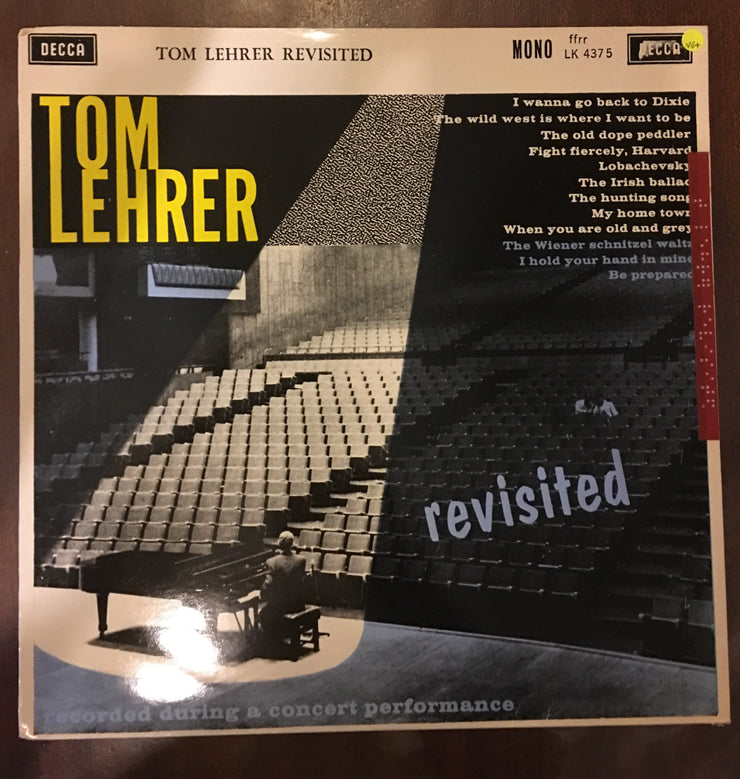 DECCA
TOM LEHRER REVISITED
MONO
ffrr
LK 4375
DECCA
VG+
TOM
LEHRER
I wanna go back to Dixie
The wild west is where I want to be
The old dope peddler
Fight fiercely, Harvard
Lobachevsky
The Irish ballad
The hunting song
My home town
When you are old and grey
The Wiener schnitzel waltz
I hold your hand in mine
Be prepared
revisited
recorded during a concert performance